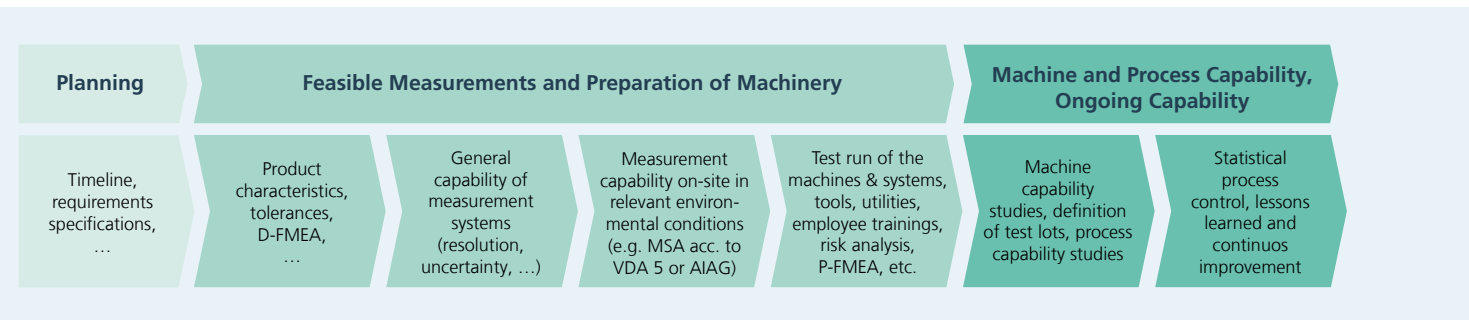 Planning
Feasible Measurements and Preparation of Machinery
Machine and Process Capability,
Ongoing Capability
Timeline,
requirements
specifications,
…
Product
characteristics,
tolerances,
D-FMEA,
…
General
capability of
measurement
systems
(resolution,
uncertainty, …)
Measurement
capability on-site in
relevant environ-
mental conditions
(e.g. MSA acc. to
VDA 5 or AIAG)
Test run of the
machines & systems,
tools, utilities,
employee trainings,
risk analysis,
P-FMEA, etc.
Machine
capability
studies, definition
of test lots, process
capability studies
Statistical
process
control, lessons
learned and
continuos
improvement